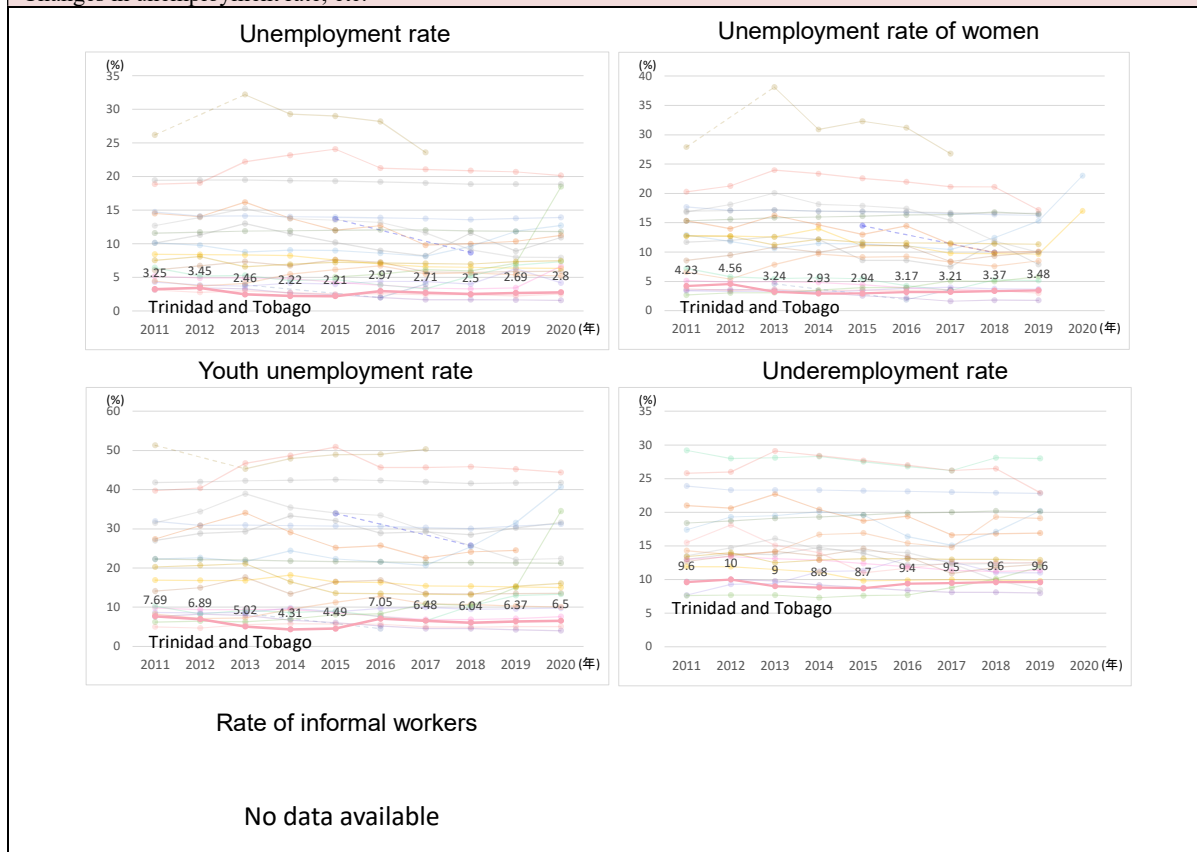 Changes in unemployment rate, etc.
Unemployment rate
(%)
35
30
25
20
15
10
5
0
3.25 3.45 2.46 2.22 2.21 2.97 2.71 2.5 2.69 2.8
Trinidad and Tobago
2011 2012 2013 2014 2015 2016 2017 2018 2019 2020 (年)
Unemployment rate of women
(%)
40
35
30
25
20
15
10
5
0
4.23 4.56 3.24 2.93 2.94 3.17 3.21 3.37 3.48
Trinidad and Tobago
2011 2012 2013 2014 2015 2016 2017 2018 2019 2020 (年)
Youth unemployment rate
(%)
60
50
40
30
20
10
0
7.69 6.89 5.02 4.31 4.49 7.05 6.48 6.04 6.37 6.5
Trinidad and Tobago
2011 2012 2013 2014 2015 2016 2017 2018 2019 2020 (年)
Underemployment rate
(%)
35
30
25
20
15
10
5
0
9.6 10 9 8.8 8.7 9.4 9.5 9.6 9.6
Trinidad and Tobago
2011 2012 2013 2014 2015 2016 2017 2018 2019 2020 (年)
Rate of informal workers
No data available